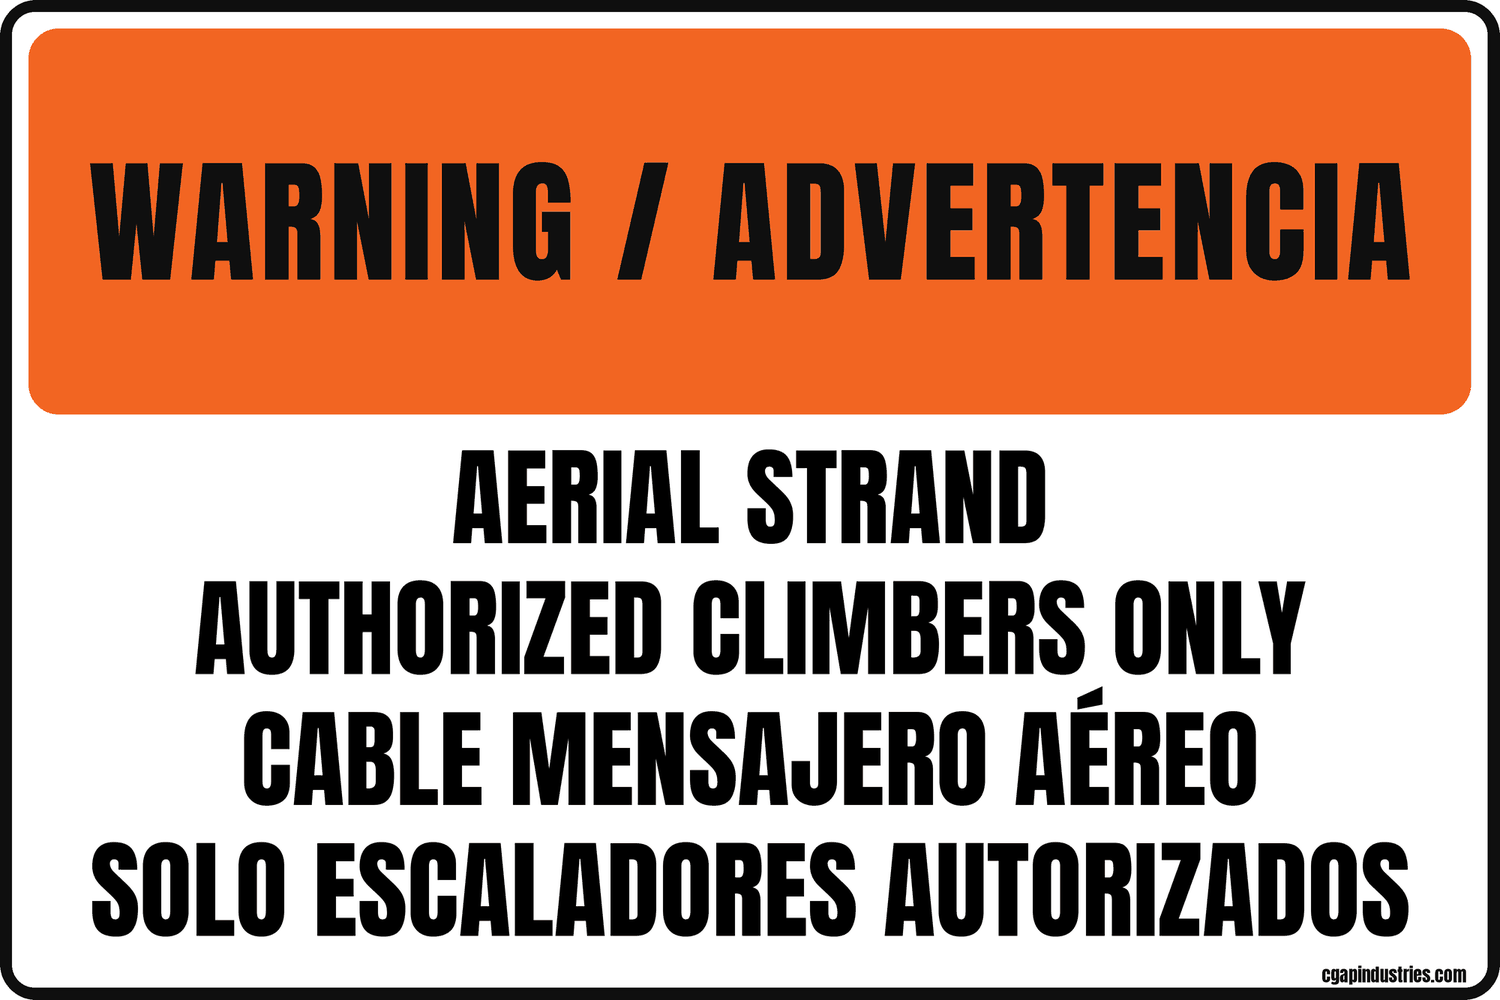 WARNING / ADVERTENCIA
AERIAL STRAND
AUTHORIZED CLIMBERS ONLY
CABLE MENSAJERO AÉREO
SOLO ESCALADORES AUTORIZADOS
cgapindustries.com